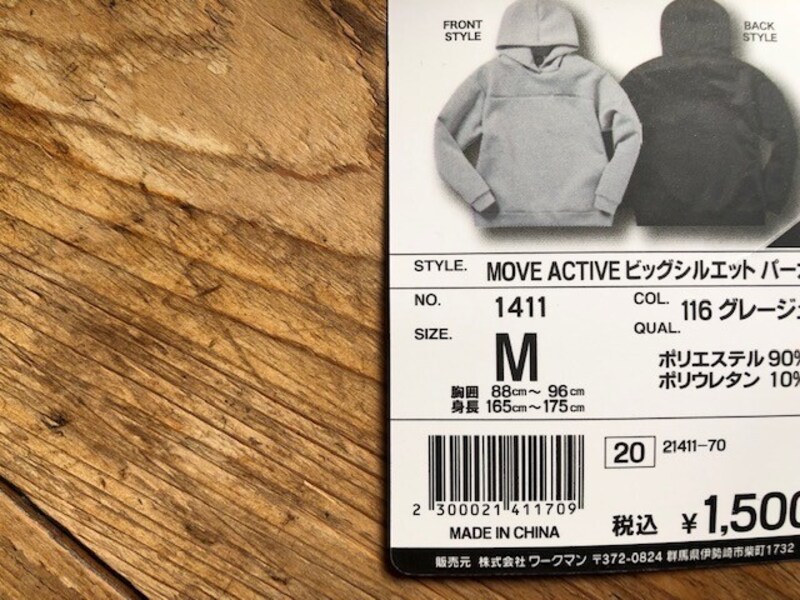 FRONT STYLE
BACK STYLE
STYLE. MOVE ACTIVE ビッグシルエット パー
NO. 1411
COL. 116 グレージュ
SIZE. M
QUAL.
ポリエステル 90%
ポリウレタン 10%
胸囲 88cm〜 96cm
身長 165cm〜175cm
20 21411-70
2 300021 411709
MADE IN CHINA
税込 ¥1,500
販売元 株式会社 ワークマン 〒372-0824 群馬県伊勢崎市柴町1732